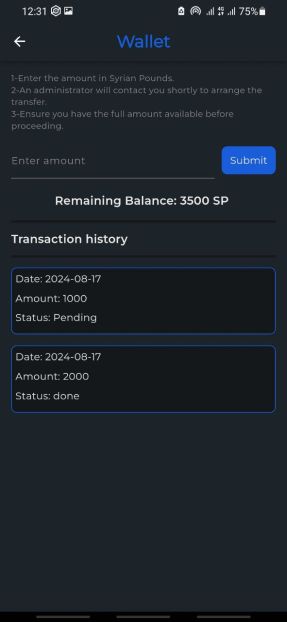 12:31 75%
Wallet
1-Enter the amount in Syrian Pounds.
2-An administrator will contact you shortly to arrange the
transfer.
3-Ensure you have the full amount available before
proceeding.
Enter amount
Submit
Remaining Balance: 3500 SP
Transaction history
Date: 2024-08-17
Amount: 1000
Status: Pending
Date: 2024-08-17
Amount: 2000
Status: done